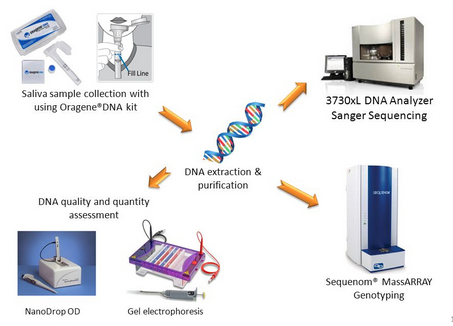 Fill Line
Saliva sample collection with
using Oragene®DNA kit
3730xL DNA Analyzer
Sanger Sequencing
DNA extraction &
purification
DNA quality and quantity
assessment
SEQUENOM
NanoDrop OD
Gel electrophoresis
Sequenom® MassARRAY
Genotyping
1